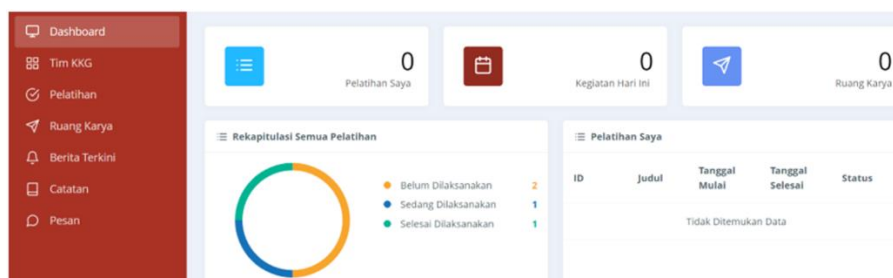 Dashboard
Tim KKG
Pelatihan
Ruang Karya
Berita Terkini
Catatan
Pesan
0
Pelatihan Saya
0
Kegiatan Hari Ini
0
Ruang Karya
Rekapitulasi Semua Pelatihan
Belum Dilaksanakan 2
Sedang Dilaksanakan 1
Selesai Dilaksanakan 1
Pelatihan Saya
ID Judul Tanggal Mulai Tanggal Selesai Status
Tidak Ditemukan Data